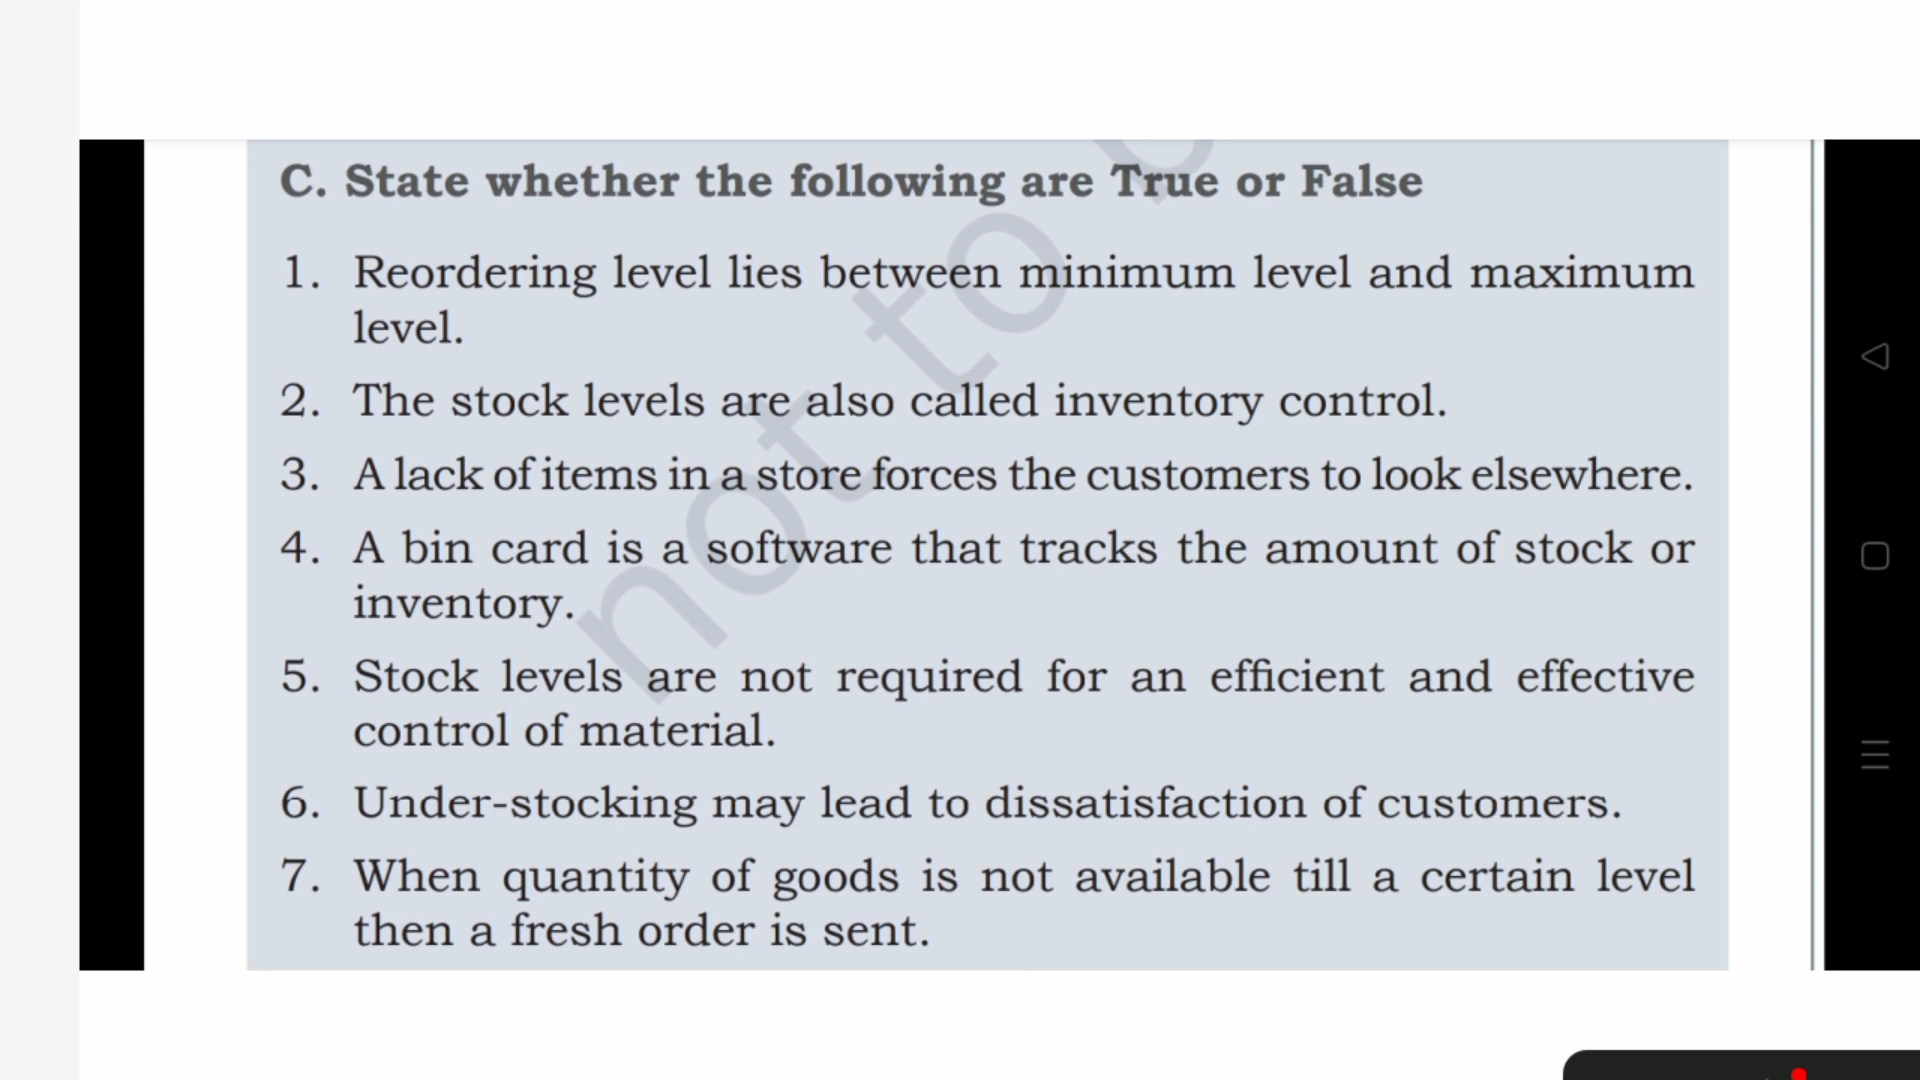 C. State whether the following are True or False
1. Reordering level lies between minimum level and maximum
level.
2. The stock levels are also called inventory control.
3. A lack of items in a store forces the customers to look elsewhere.
4. A bin card is a software that tracks the amount of stock or
inventory.
5. Stock levels are not required for an efficient and effective
control of material.
6. Under-stocking may lead to dissatisfaction of customers.
7. When quantity of goods is not available till a certain level
then a fresh order is sent.
not to